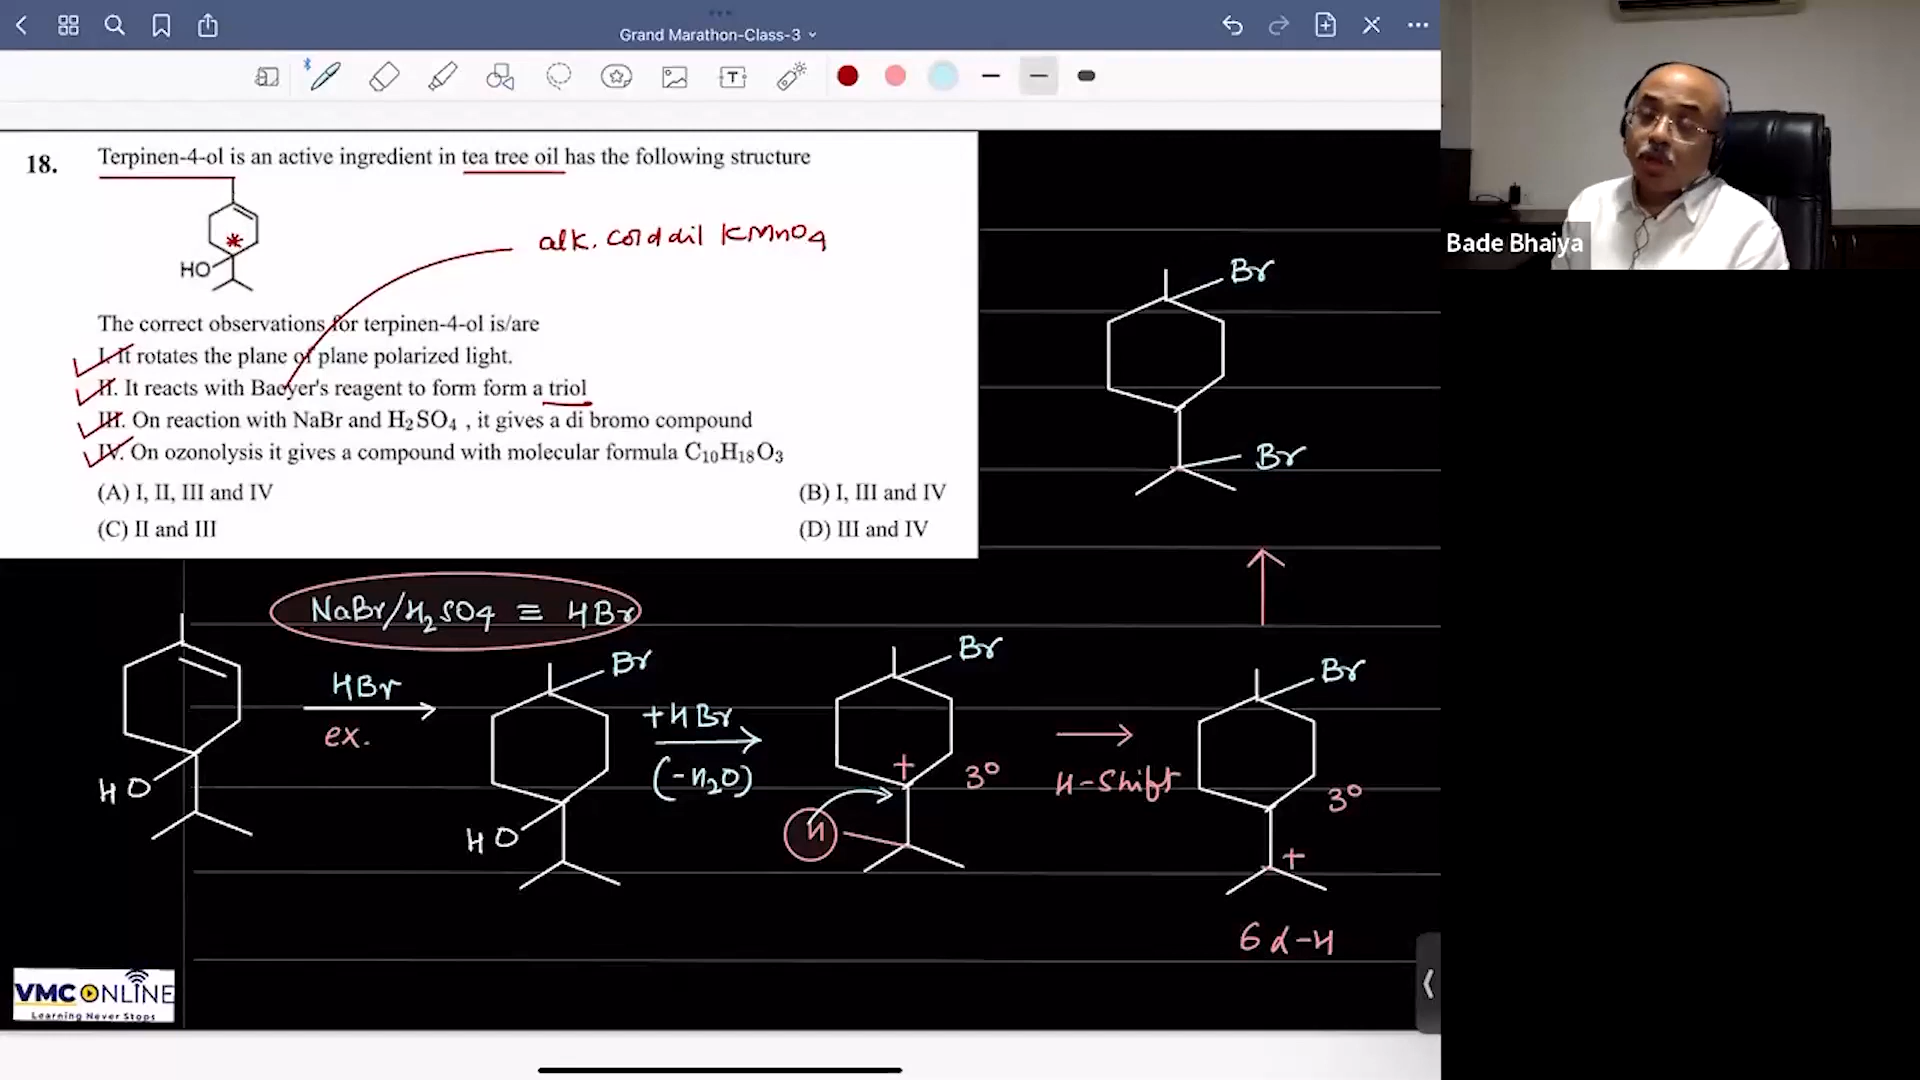 Grand Marathon-Class-3
18. Terpinen-4-ol is an active ingredient in tea tree oil has the following structure
HO
*
alk. cold dil KMnO4
The correct observations for terpinen-4-ol is/are
I. It rotates the plane of plane polarized light.
II. It reacts with Baeyer's reagent to form form a triol
III. On reaction with NaBr and H₂SO₄ , it gives a di bromo compound
IV. On ozonolysis it gives a compound with molecular formula C₁₀H₁₈O₃
(A) I, II, III and IV (B) I, III and IV
(C) II and III (D) III and IV
Bade Bhaiya
Br
Br
NaBr/H₂SO₄ ≡ HBr
HO
HBr
ex.
Br
HO
+HBr
(-H₂O)
Br
+
3°
H
H-Shift
Br
3°
+
6 α-H
VMC ONLINE
Learning Never Stops